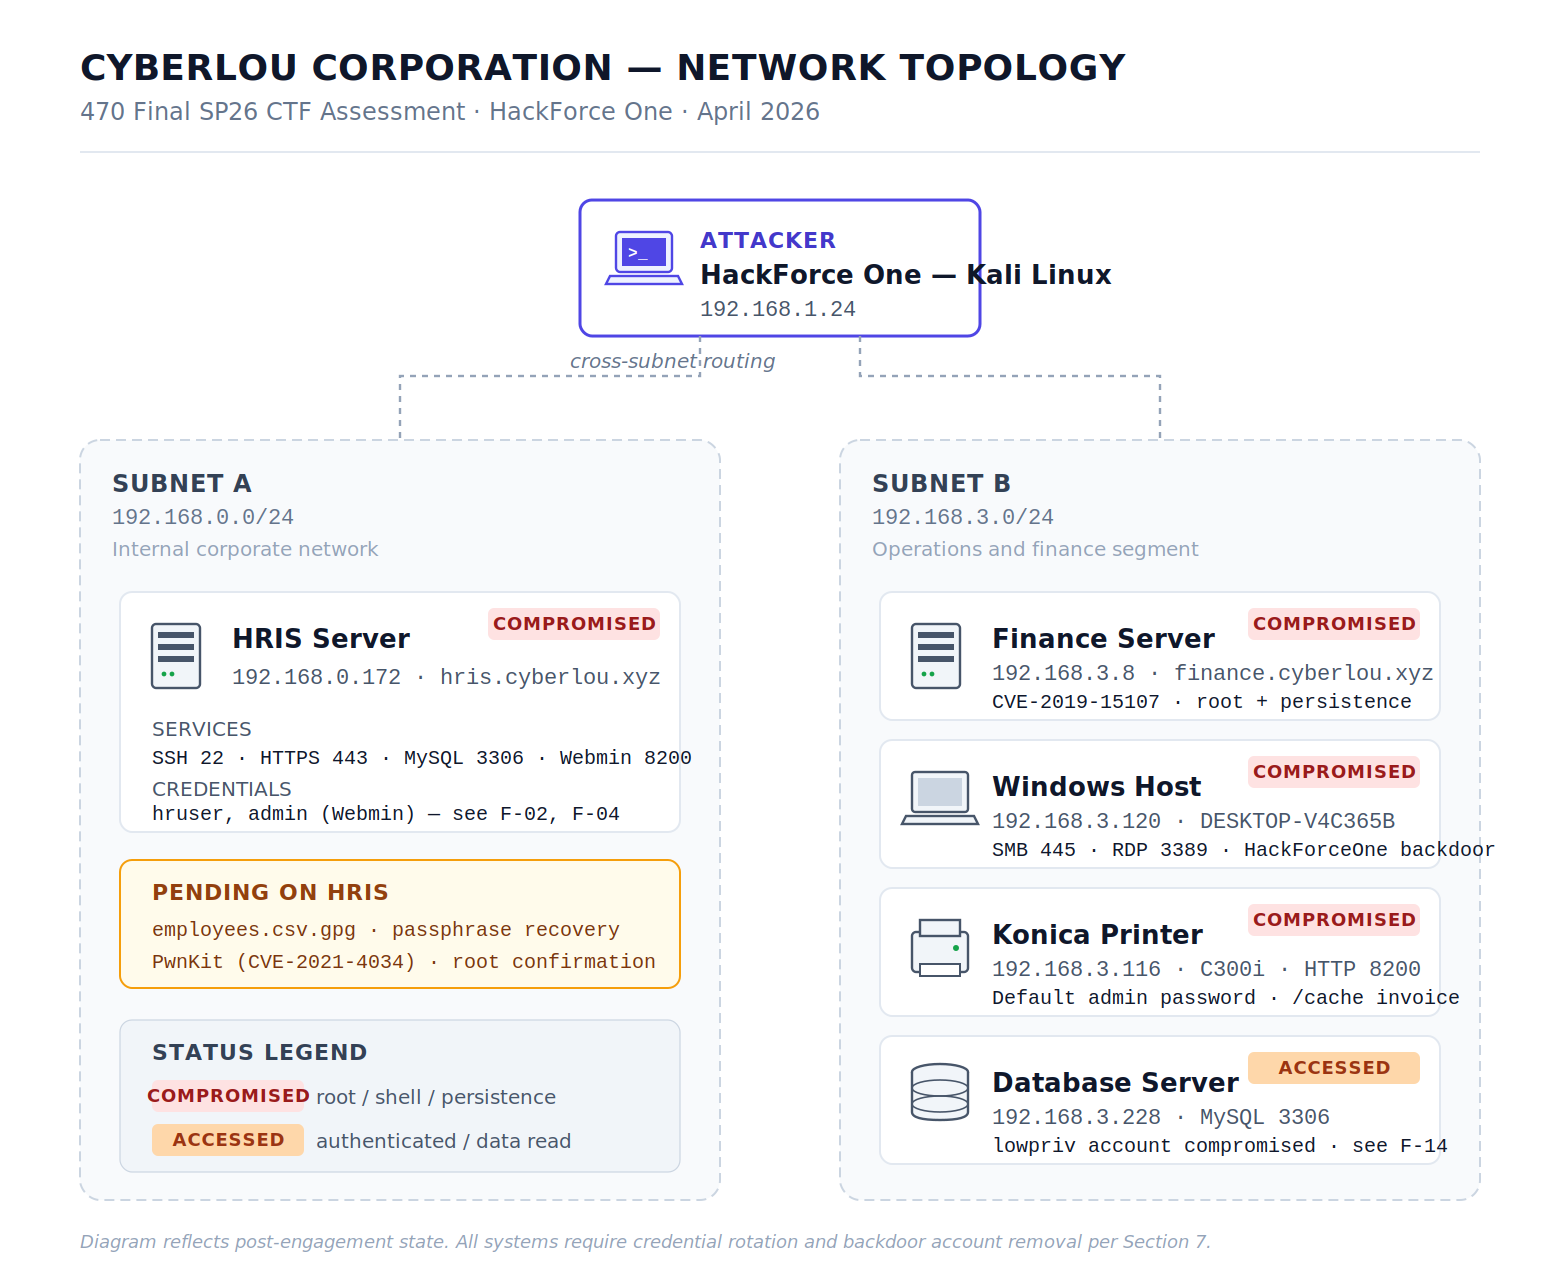 CYBERLOU CORPORATION — NETWORK TOPOLOGY
470 Final SP26 CTF Assessment · HackForce One · April 2026
>_
ATTACKER
HackForce One — Kali Linux
192.168.1.24
cross-subnet routing
SUBNET A
192.168.0.0/24
Internal corporate network
COMPROMISED
HRIS Server
192.168.0.172 · hris.cyberlou.xyz
SERVICES
SSH 22 · HTTPS 443 · MySQL 3306 · Webmin 8200
CREDENTIALS
hruser, admin (Webmin) — see F-02, F-04
PENDING ON HRIS
employees.csv.gpg · passphrase recovery
PwnKit (CVE-2021-4034) · root confirmation
STATUS LEGEND
COMPROMISED root / shell / persistence
ACCESSED authenticated / data read
SUBNET B
192.168.3.0/24
Operations and finance segment
COMPROMISED
Finance Server
192.168.3.8 · finance.cyberlou.xyz
CVE-2019-15107 · root + persistence
COMPROMISED
Windows Host
192.168.3.120 · DESKTOP-V4C365B
SMB 445 · RDP 3389 · HackForceOne backdoor
COMPROMISED
Konica Printer
192.168.3.116 · C300i · HTTP 8200
Default admin password · /cache invoice
ACCESSED
Database Server
192.168.3.228 · MySQL 3306
lowpriv account compromised · see F-14
Diagram reflects post-engagement state. All systems require credential rotation and backdoor account removal per Section 7.